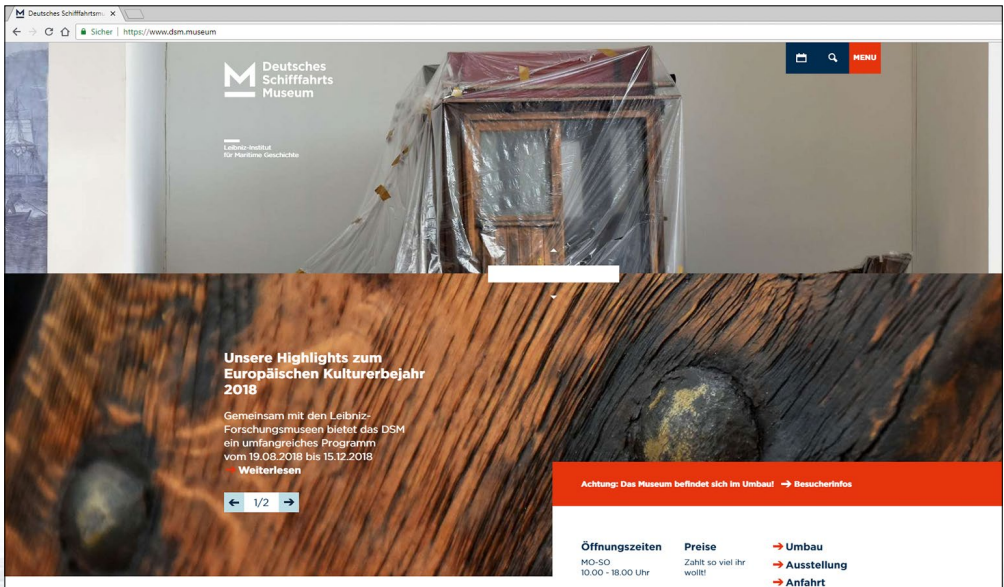 Deutsches Schifffahrtsmu
Sicher | https://www.dsm.museum
Deutsches
Schifffahrts
Museum
MENU
Leibniz-Institut
für Maritime Geschichte
Unsere Highlights zum
Europäischen Kulturerbejahr
2018
Gemeinsam mit den Leibniz-
Forschungsmuseen bietet das DSM
ein umfangreiches Programm
vom 19.08.2018 bis 15.12.2018
→ Weiterlesen
← 1/2 →
Achtung: Das Museum befindet sich im Umbau! → Besucherinfos
Öffnungszeiten
MO-SO
10.00 - 18.00 Uhr
Preise
Zahlt so viel ihr
wollt!
→ Umbau
→ Ausstellung
→ Anfahrt